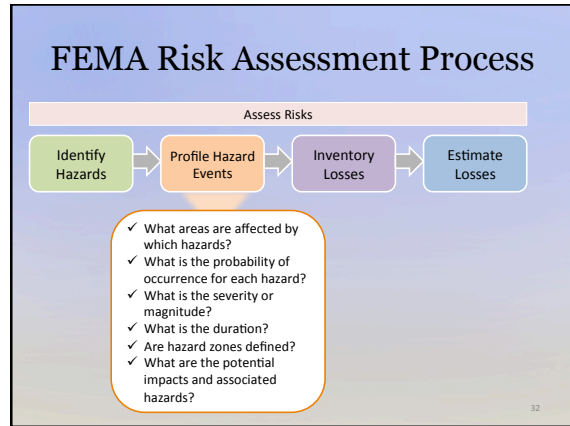 FEMA Risk Assessment Process
Assess Risks
Identify
Hazards
Profile Hazard
Events
Inventory
Losses
Estimate
Losses
✓ What areas are affected by
which hazards?
✓ What is the probability of
occurrence for each hazard?
✓ What is the severity or
magnitude?
✓ What is the duration?
✓ Are hazard zones defined?
✓ What are the potential
impacts and associated
hazards?
32